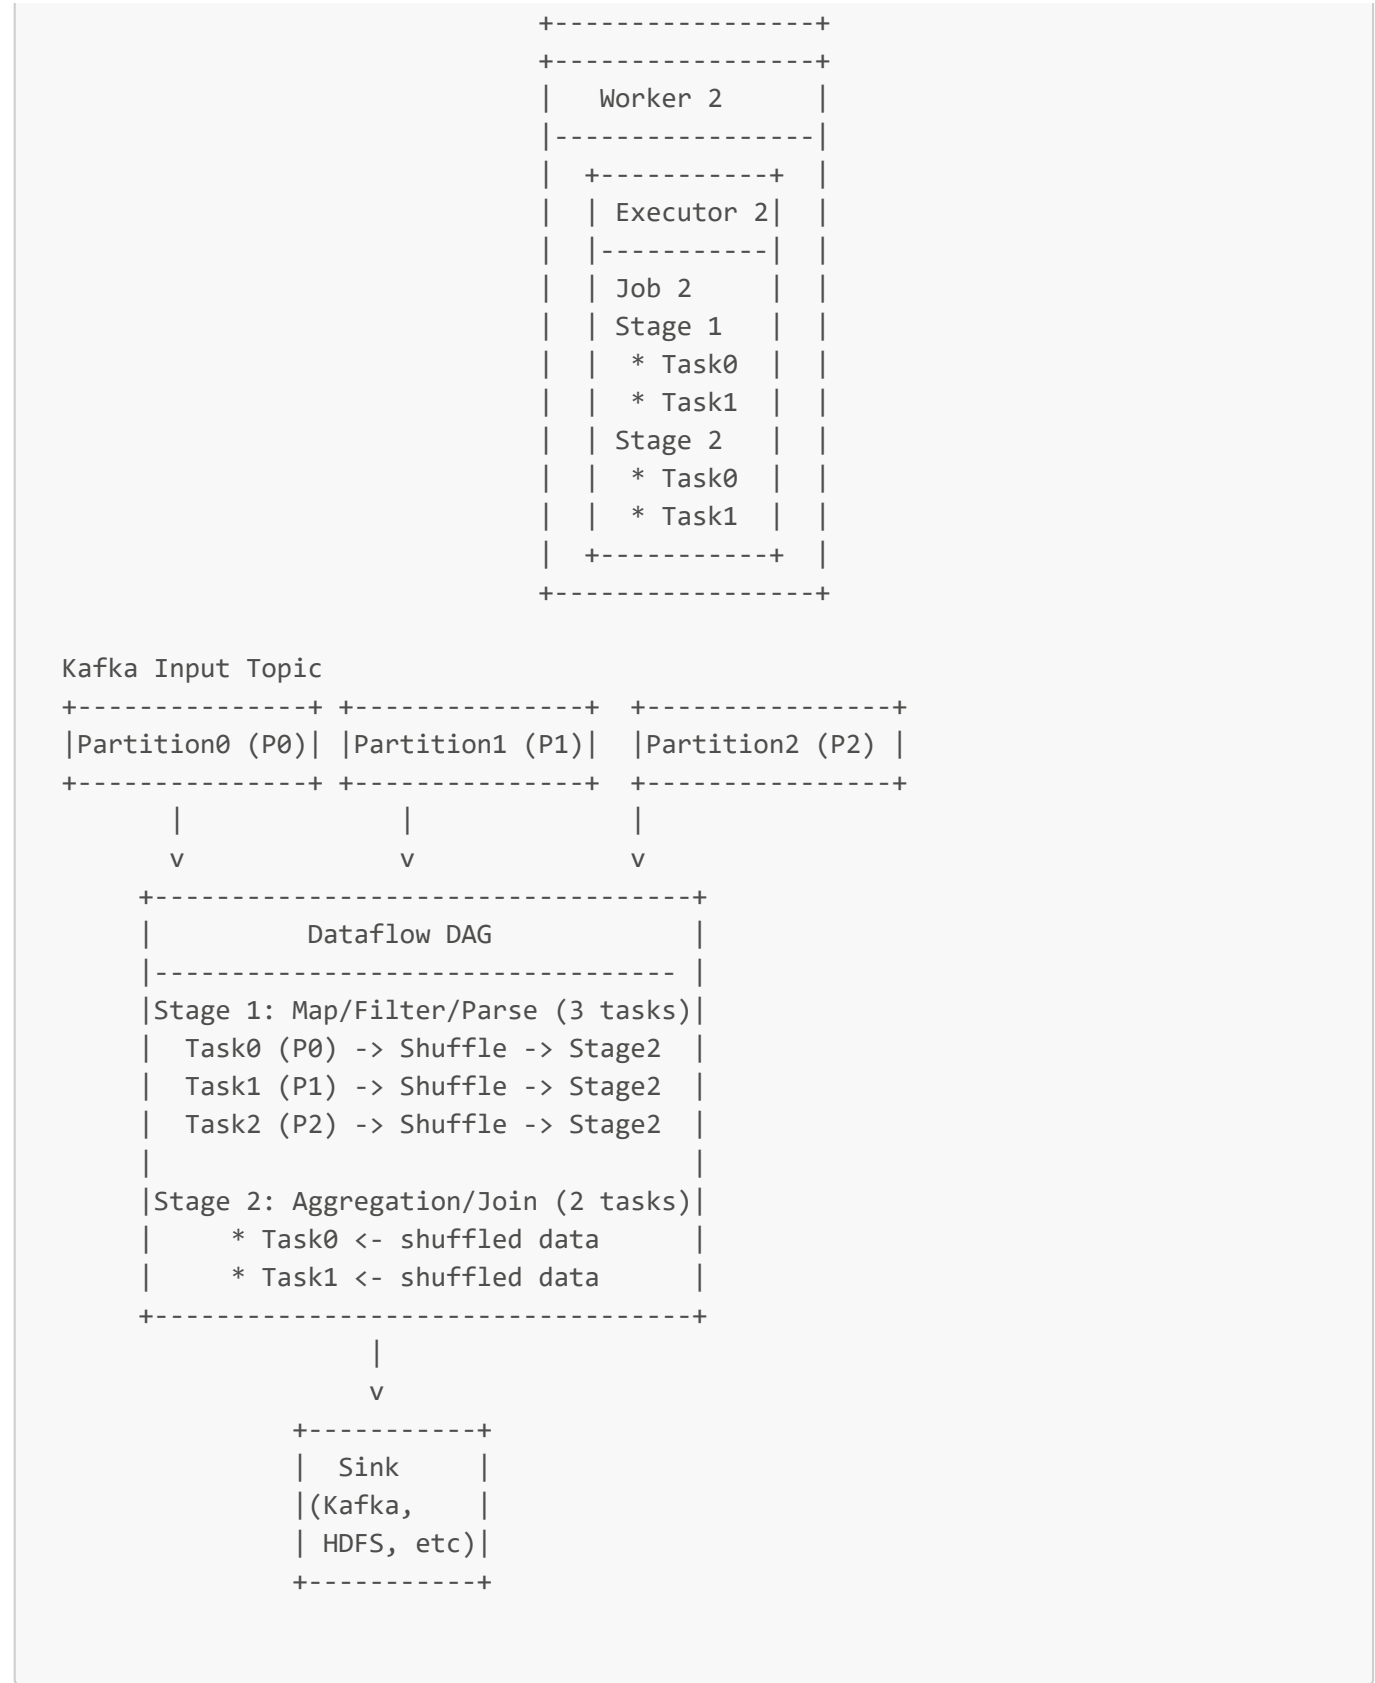 +-----------------+
                               +-----------------+
                               |   Worker 2      |
                               |-----------------|
                               |  +-----------+  |
                               |  | Executor 2|  |
                               |  |-----------|  |
                               |  | Job 2     |  |
                               |  | Stage 1   |  |
                               |  |  * Task0  |  |
                               |  |  * Task1  |  |
                               |  | Stage 2   |  |
                               |  |  * Task0  |  |
                               |  |  * Task1  |  |
                               |  +-----------+  |
                               +-----------------+

Kafka Input Topic
+---------------+ +---------------+  +----------------+
|Partition0 (P0)| |Partition1 (P1)|  |Partition2 (P2) |
+---------------+ +---------------+  +----------------+
       |              |              |
       v              v              v
     +-----------------------------------+
     |          Dataflow DAG             |
     |---------------------------------- |
     |Stage 1: Map/Filter/Parse (3 tasks)|
     |  Task0 (P0) -> Shuffle -> Stage2  |
     |  Task1 (P1) -> Shuffle -> Stage2  |
     |  Task2 (P2) -> Shuffle -> Stage2  |
     |                                   |
     |Stage 2: Aggregation/Join (2 tasks)|
     |     * Task0 <- shuffled data      |
     |     * Task1 <- shuffled data      |
     +-----------------------------------+
                    |
                    v
               +-----------+
               |  Sink     |
               |(Kafka,    |
               | HDFS, etc)|
               +-----------+